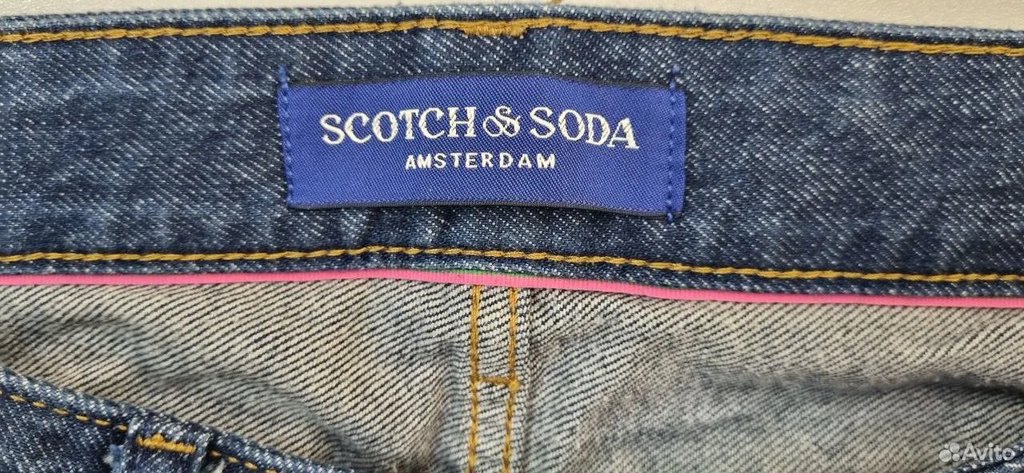 SCOTCH & SODA
AMSTERDAM
Avito